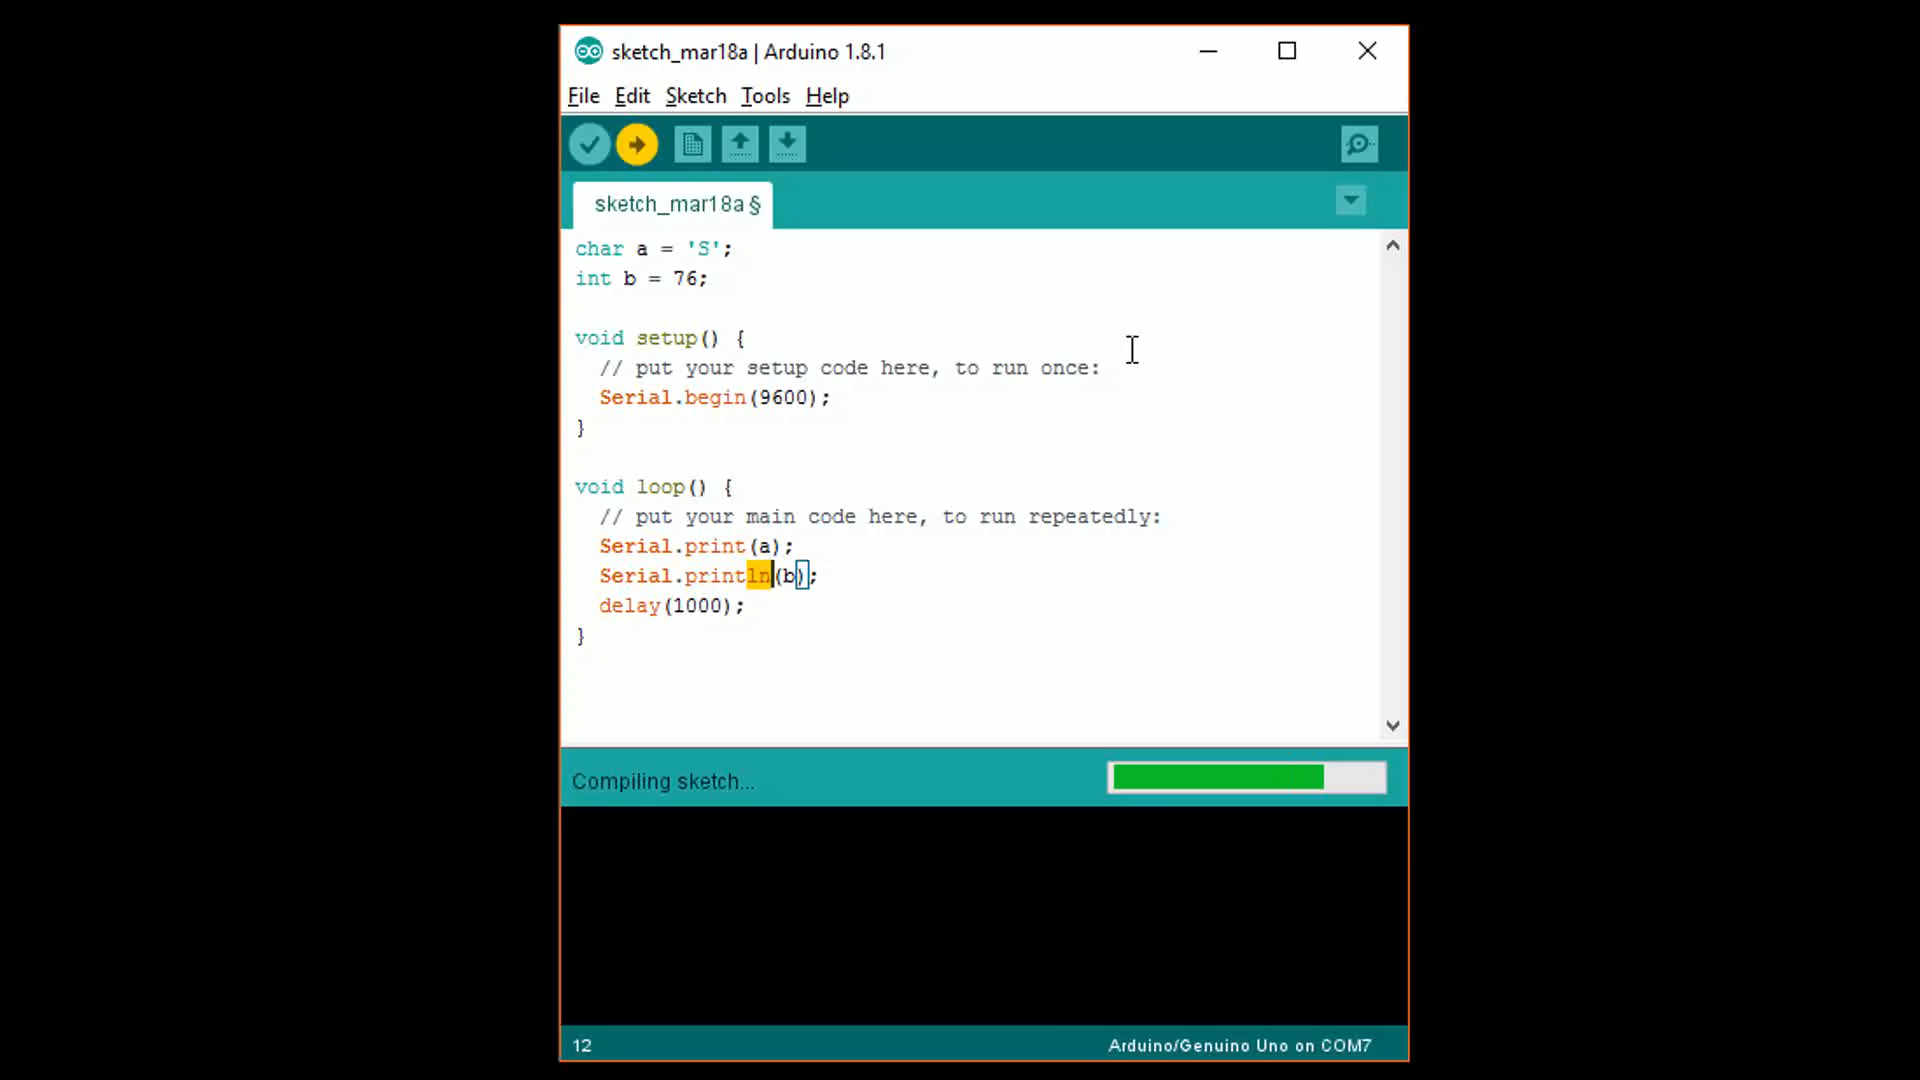 sketch_mar18a | Arduino 1.8.1
File Edit Sketch Tools Help
sketch_mar18a §
char a = 'S';
int b = 76;
void setup() {
// put your setup code here, to run once:
Serial.begin(9600);
}
void loop() {
// put your main code here, to run repeatedly:
Serial.print(a);
Serial.println(b);
delay(1000);
}
Compiling sketch...
12
Arduino/Genuino Uno on COM7